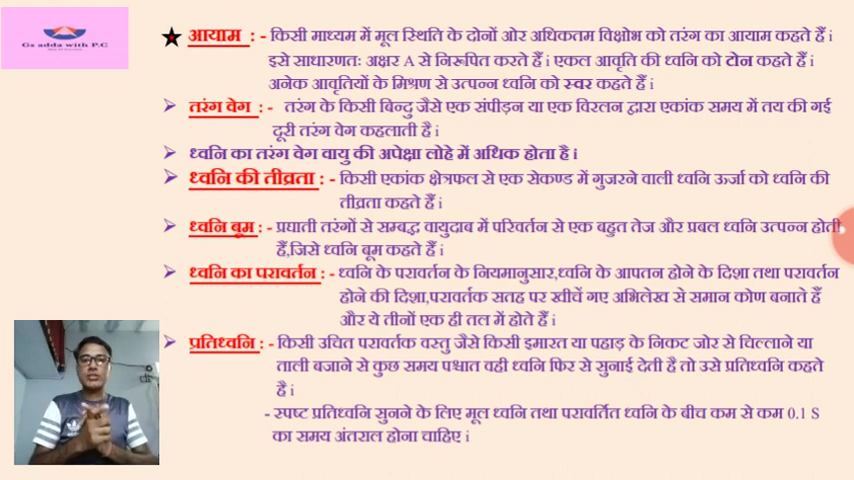 Gs adda with P.C
आयाम : - किसी माध्यम में मूल स्थिति के दोनों ओर अधिकतम विक्षोभ को तरंग का आयाम कहते हैं i
इसे साधारणतः अक्षर A से निरूपित करते हैं i एकल आवृति की ध्वनि को टोन कहते हैं i
अनेक आवृतियों के मिश्रण से उत्पन्न ध्वनि को स्वर कहते हैं i
तरंग वेग : - तरंग के किसी बिन्दु जैसे एक संपीड़न या एक विरलन द्वारा एकांक समय में तय की गई
दूरी तरंग वेग कहलाती है i
ध्वनि का तरंग वेग वायु की अपेक्षा लोहे में अधिक होता है i
ध्वनि की तीव्रता : - किसी एकांक क्षेत्रफल से एक सेकण्ड में गुजरने वाली ध्वनि ऊर्जा को ध्वनि की
तीव्रता कहते हैं i
ध्वनि बूम : - प्रघाती तरंगों से सम्बद्ध वायुदाब में परिवर्तन से एक बहुत तेज और प्रबल ध्वनि उत्पन्न होती
हैं,जिसे ध्वनि बूम कहते हैं i
ध्वनि का परावर्तन : - ध्वनि के परावर्तन के नियमानुसार,ध्वनि के आपतन होने के दिशा तथा परावर्तन
होने की दिशा,परावर्तक सतह पर खीचें गए अभिलेख से समान कोण बनाते हैं
और ये तीनों एक ही तल में होते हैं i
प्रतिध्वनि : - किसी उचित परावर्तक वस्तु जैसे किसी इमारत या पहाड़ के निकट जोर से चिल्लाने या
ताली बजाने से कुछ समय पश्चात वही ध्वनि फिर से सुनाई देती है तो उसे प्रतिध्वनि कहते
है i
- स्पष्ट प्रतिध्वनि सुनने के लिए मूल ध्वनि तथा परावर्तित ध्वनि के बीच कम से कम 0.1 S
का समय अंतराल होना चाहिए i